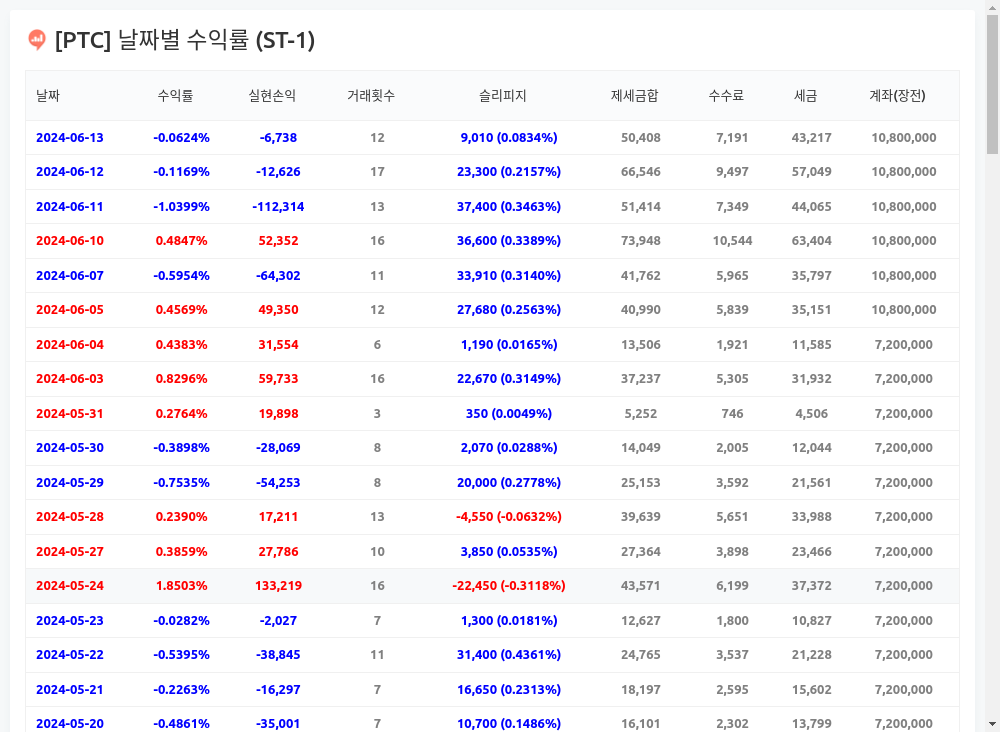 [PTC] 날짜별 수익률 (ST-1)
날짜 수익률 실현손익 거래횟수 슬리피지 제세금합 수수료 세금 계좌(장전)
2024-06-13 -0.0624% -6,738 12 9,010 (0.0834%) 50,408 7,191 43,217 10,800,000
2024-06-12 -0.1169% -12,626 17 23,300 (0.2157%) 66,546 9,497 57,049 10,800,000
2024-06-11 -1.0399% -112,314 13 37,400 (0.3463%) 51,414 7,349 44,065 10,800,000
2024-06-10 0.4847% 52,352 16 36,600 (0.3389%) 73,948 10,544 63,404 10,800,000
2024-06-07 -0.5954% -64,302 11 33,910 (0.3140%) 41,762 5,965 35,797 10,800,000
2024-06-05 0.4569% 49,350 12 27,680 (0.2563%) 40,990 5,839 35,151 10,800,000
2024-06-04 0.4383% 31,554 6 1,190 (0.0165%) 13,506 1,921 11,585 7,200,000
2024-06-03 0.8296% 59,733 16 22,670 (0.3149%) 37,237 5,305 31,932 7,200,000
2024-05-31 0.2764% 19,898 3 350 (0.0049%) 5,252 746 4,506 7,200,000
2024-05-30 -0.3898% -28,069 8 2,070 (0.0288%) 14,049 2,005 12,044 7,200,000
2024-05-29 -0.7535% -54,253 8 20,000 (0.2778%) 25,153 3,592 21,561 7,200,000
2024-05-28 0.2390% 17,211 13 -4,550 (-0.0632%) 39,639 5,651 33,988 7,200,000
2024-05-27 0.3859% 27,786 10 3,850 (0.0535%) 27,364 3,898 23,466 7,200,000
2024-05-24 1.8503% 133,219 16 -22,450 (-0.3118%) 43,571 6,199 37,372 7,200,000
2024-05-23 -0.0282% -2,027 7 1,300 (0.0181%) 12,627 1,800 10,827 7,200,000
2024-05-22 -0.5395% -38,845 11 31,400 (0.4361%) 24,765 3,537 21,228 7,200,000
2024-05-21 -0.2263% -16,297 7 16,650 (0.2313%) 18,197 2,595 15,602 7,200,000
2024-05-20 -0.4861% -35,001 7 10,700 (0.1486%) 16,101 2,302 13,799 7,200,000